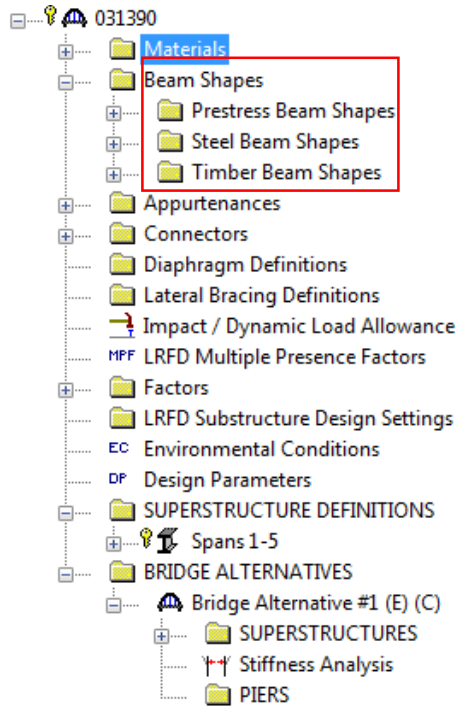 031390
Materials
Beam Shapes
Prestress Beam Shapes
Steel Beam Shapes
Timber Beam Shapes
Appurtenances
Connectors
Diaphragm Definitions
Lateral Bracing Definitions
Impact / Dynamic Load Allowance
MPF LRFD Multiple Presence Factors
Factors
LRFD Substructure Design Settings
EC Environmental Conditions
DP Design Parameters
SUPERSTRUCTURE DEFINITIONS
Spans 1-5
BRIDGE ALTERNATIVES
Bridge Alternative #1 (E) (C)
SUPERSTRUCTURES
Stiffness Analysis
PIERS